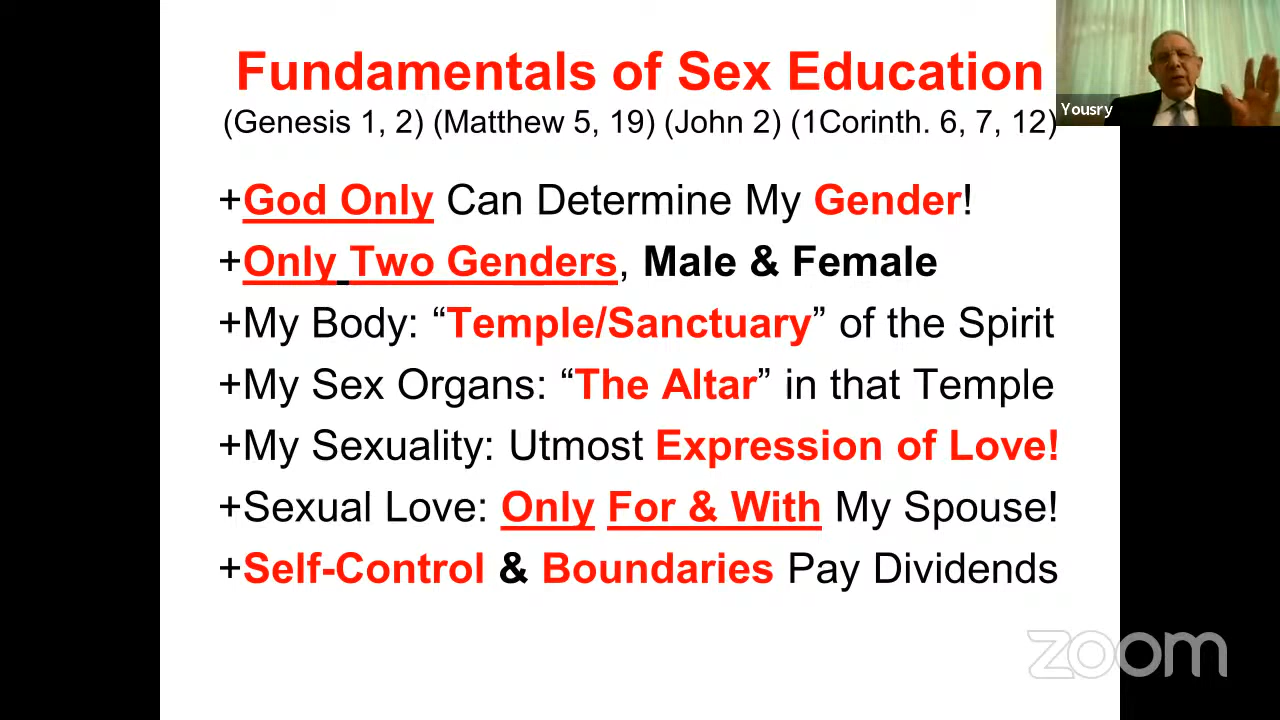 Fundamentals of Sex Education
(Genesis 1, 2) (Matthew 5, 19) (John 2) (1Corinth. 6, 7, 12)
Yousry
+God Only Can Determine My Gender!
+Only Two Genders, Male & Female
+My Body: “Temple/Sanctuary” of the Spirit
+My Sex Organs: “The Altar” in that Temple
+My Sexuality: Utmost Expression of Love!
+Sexual Love: Only For & With My Spouse!
+Self-Control & Boundaries Pay Dividends
zoom